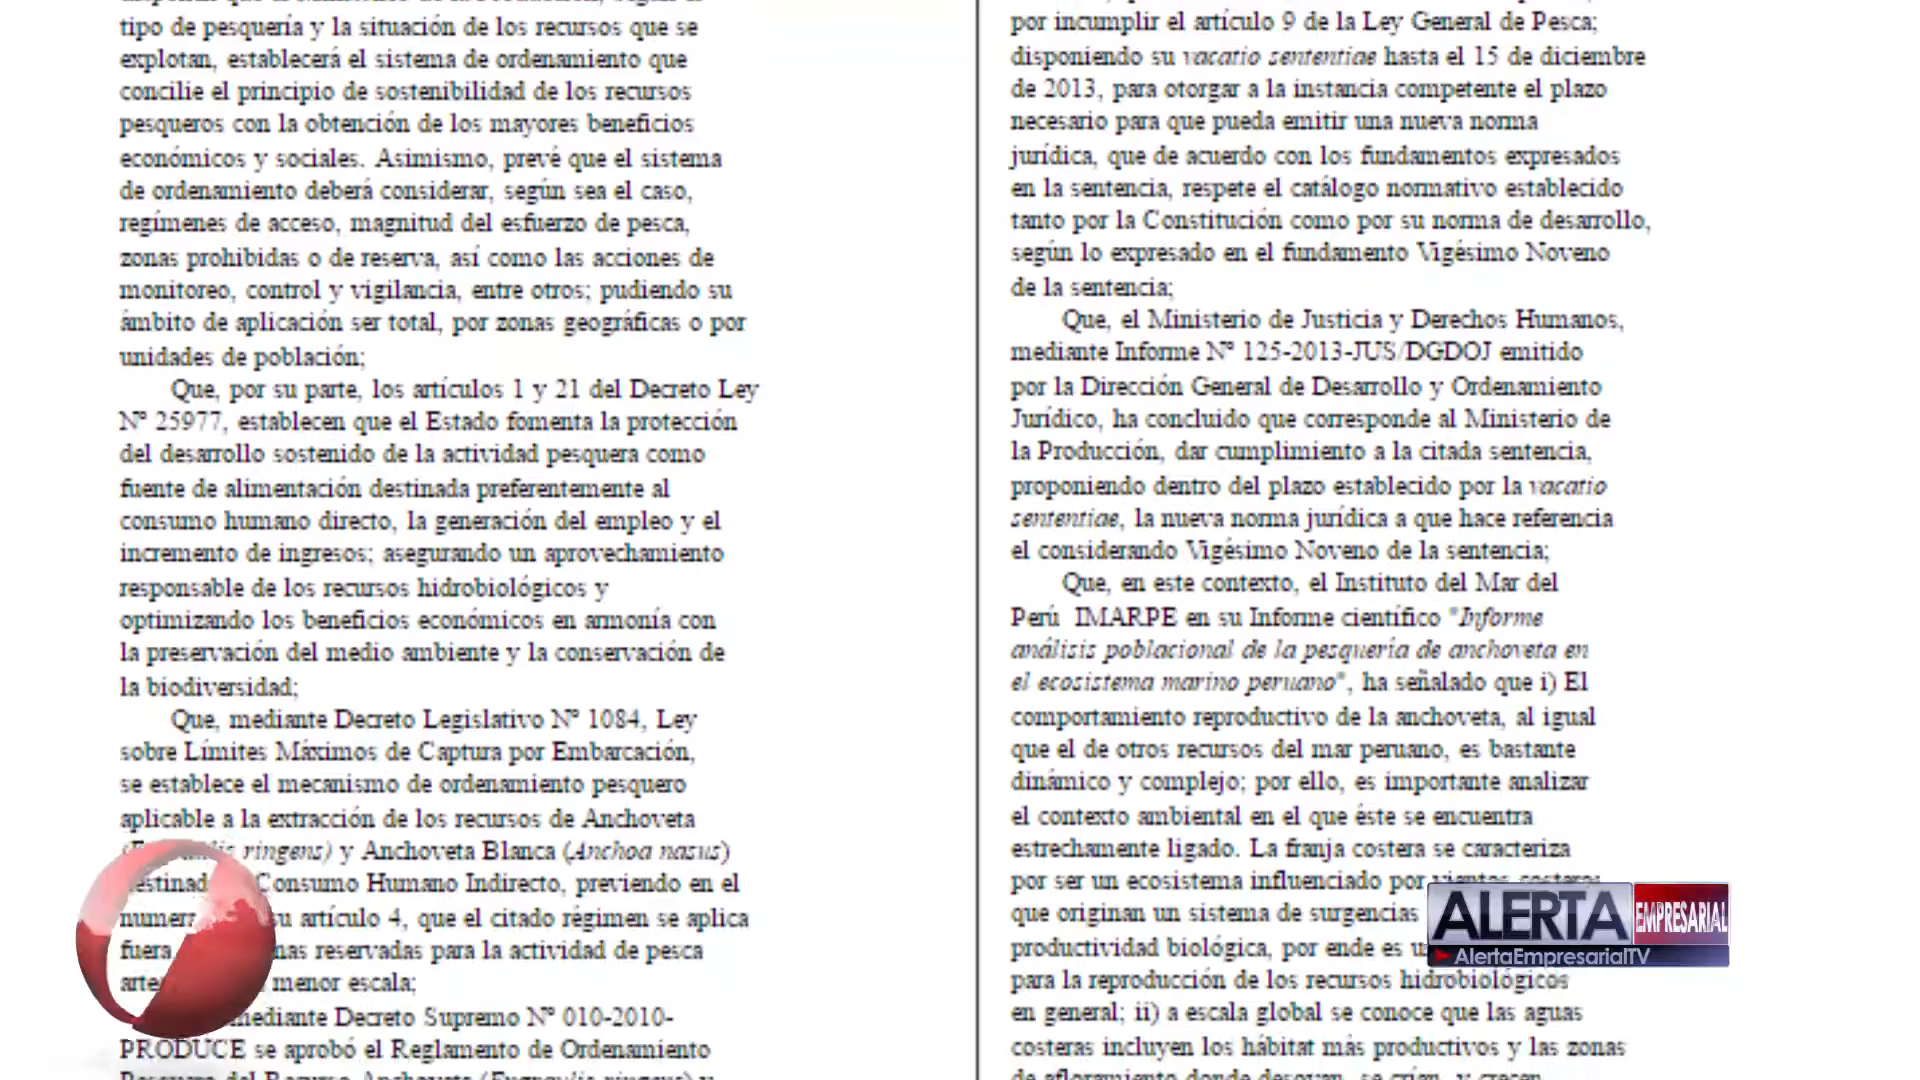 tipo de pesquería y la situación de los recursos que se
explotan, establecerá el sistema de ordenamiento que
concilie el principio de sostenibilidad de los recursos
pesqueros con la obtención de los mayores beneficios
económicos y sociales. Asimismo, prevé que el sistema
de ordenamiento deberá considerar, según sea el caso,
regímenes de acceso, magnitud del esfuerzo de pesca,
zonas prohibidas o de reserva, así como las acciones de
monitoreo, control y vigilancia, entre otros; pudiendo su
ámbito de aplicación ser total, por zonas geográficas o por
unidades de población;
Que, por su parte, los artículos 1 y 21 del Decreto Ley
Nº 25977, establecen que el Estado fomenta la protección
del desarrollo sostenido de la actividad pesquera como
fuente de alimentación destinada preferentemente al
consumo humano directo, la generación del empleo y el
incremento de ingresos; asegurando un aprovechamiento
responsable de los recursos hidrobiológicos y
optimizando los beneficios económicos en armonía con
la preservación del medio ambiente y la conservación de
la biodiversidad;
Que, mediante Decreto Legislativo Nº 1084, Ley
sobre Límites Máximos de Captura por Embarcación,
se establece el mecanismo de ordenamiento pesquero
aplicable a la extracción de los recursos de Anchoveta
ringens) y Anchoveta Blanca (Anchoa nasus)
Consumo Humano Indirecto, previendo en el
su artículo 4, que el citado régimen se aplica
fuera reservadas para la actividad de pesca
menor escala;
mediante Decreto Supremo Nº 010-2010-
PRODUCE se aprobó el Reglamento de Ordenamiento
Pesquero del Recurso Anchoveta (Engraulis ringens) y
por incumplir el artículo 9 de la Ley General de Pesca;
disponiendo su vacatio sententiae hasta el 15 de diciembre
de 2013, para otorgar a la instancia competente el plazo
necesario para que pueda emitir una nueva norma
jurídica, que de acuerdo con los fundamentos expresados
en la sentencia, respete el catálogo normativo establecido
tanto por la Constitución como por su norma de desarrollo,
según lo expresado en el fundamento Vigésimo Noveno
de la sentencia;
Que, el Ministerio de Justicia y Derechos Humanos,
mediante Informe Nº 125-2013-JUS/DGDOJ emitido
por la Dirección General de Desarrollo y Ordenamiento
Jurídico, ha concluido que corresponde al Ministerio de
la Producción, dar cumplimiento a la citada sentencia,
proponiendo dentro del plazo establecido por la vacatio
sententiae, la nueva norma jurídica a que hace referencia
el considerando Vigésimo Noveno de la sentencia;
Que, en este contexto, el Instituto del Mar del
Perú IMARPE en su Informe científico "Informe
análisis poblacional de la pesquería de anchoveta en
el ecosistema marino peruano", ha señalado que i) El
comportamiento reproductivo de la anchoveta, al igual
que el de otros recursos del mar peruano, es bastante
dinámico y complejo; por ello, es importante analizar
el contexto ambiental en el que éste se encuentra
estrechamente ligado. La franja costera se caracteriza
por ser un ecosistema influenciado por vientos costeros
que originan un sistema de surgencias
productividad biológica, por ende es
para la reproducción de los recursos hidrobiológicos
en general; ii) a escala global se conoce que las aguas
costeras incluyen los hábitat más productivos y las zonas
de afloramiento donde desovan, se crían, y crecen
ALERTA EMPRESARIAL
AlertaEmpresarialTV